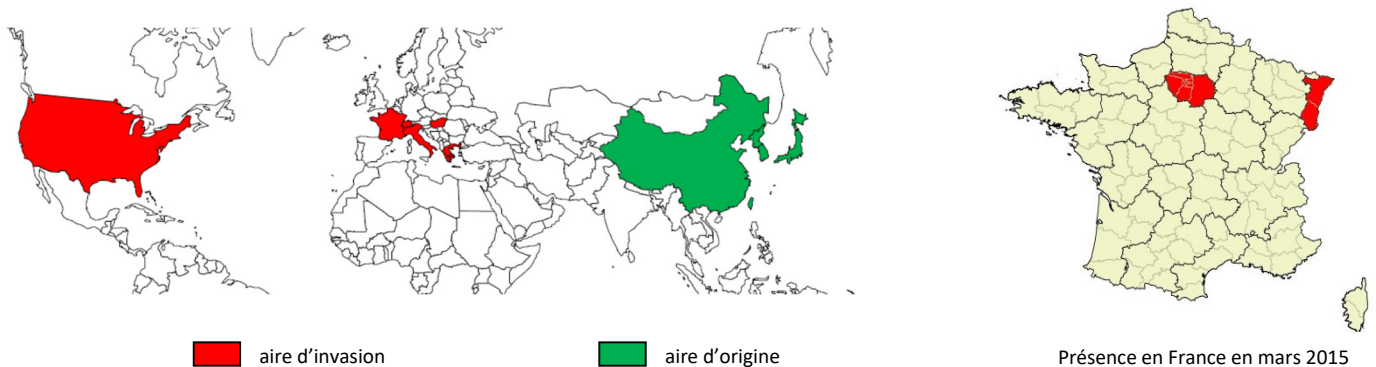 aire d’invasion
aire d’origine
Présence en France en mars 2015